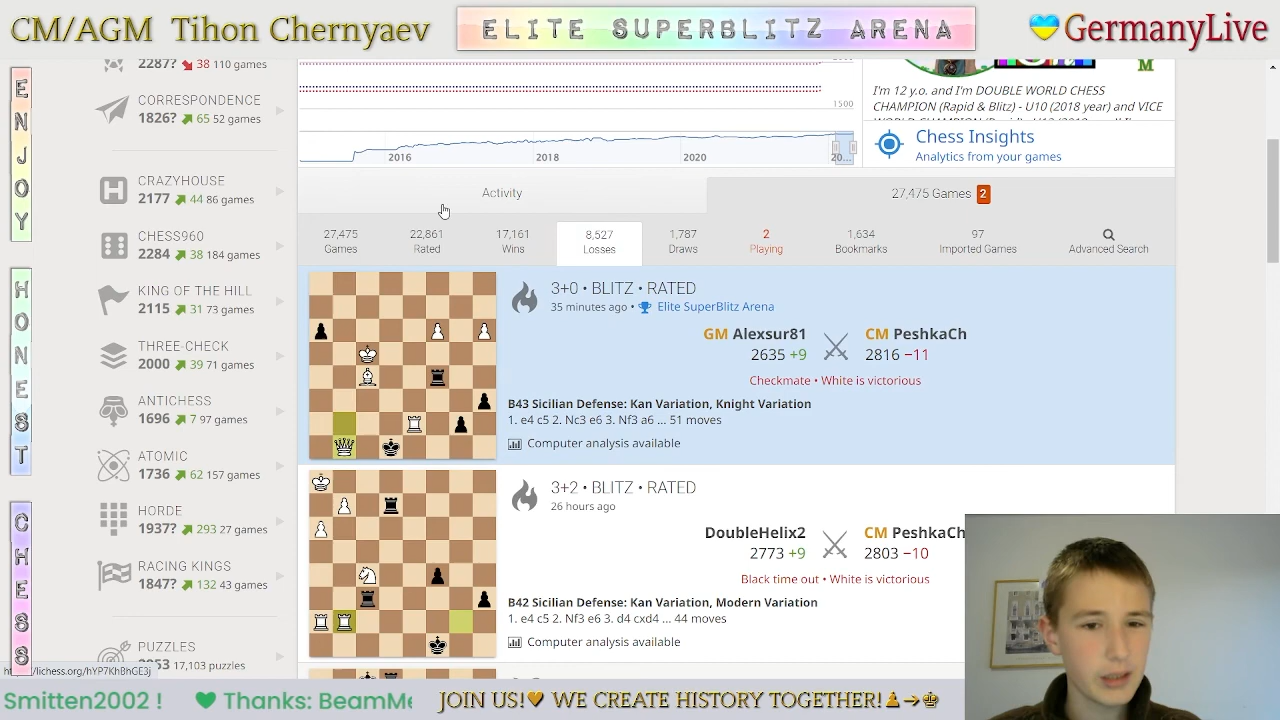 CM/AGM Tihon Chernyaev
ELITE SUPERBLITZ ARENA
GermanyLive
ENJOY
HONEST
CHESS
2287? 38 110 games
CORRESPONDENCE
1826? 65 52 games
CRAZYHOUSE
2177 44 86 games
CHESS960
2284 38 184 games
KING OF THE HILL
2115 31 73 games
THREE-CHECK
2000 39 71 games
ANTICHESS
1696 7 97 games
ATOMIC
1736 62 157 games
HORDE
1937? 293 27 games
RACING KINGS
1847? 132 43 games
PUZZLES
17,103 puzzles
/lichess.org/hYP7KhBhGE3j
1500
2016 2018 2020 20...
M
I'm 12 y.o. and I'm DOUBLE WORLD CHESS
CHAMPION (Rapid & Blitz) - U10 (2018 year) and VICE
Chess Insights
Analytics from your games
Activity
27,475 Games 2
27,475 Games
22,861 Rated
17,161 Wins
8,527 Losses
1,787 Draws
2 Playing
1,634 Bookmarks
97 Imported Games
Advanced Search
3+0 • BLITZ • RATED
35 minutes ago • Elite SuperBlitz Arena
GM Alexsur81 CM PeshkaCh
2635 +9 2816 −11
Checkmate • White is victorious
B43 Sicilian Defense: Kan Variation, Knight Variation
1. e4 c5 2. Nc3 e6 3. Nf3 a6 ... 51 moves
Computer analysis available
3+2 • BLITZ • RATED
26 hours ago
DoubleHelix2 CM PeshkaCh
2773 +9 2803 −10
Black time out • White is victorious
B42 Sicilian Defense: Kan Variation, Modern Variation
1. e4 c5 2. Nf3 e6 3. d4 cxd4 ... 44 moves
Computer analysis available
Smitten2002 ! Thanks: BeamMe
JOIN US! WE CREATE HISTORY TOGETHER!